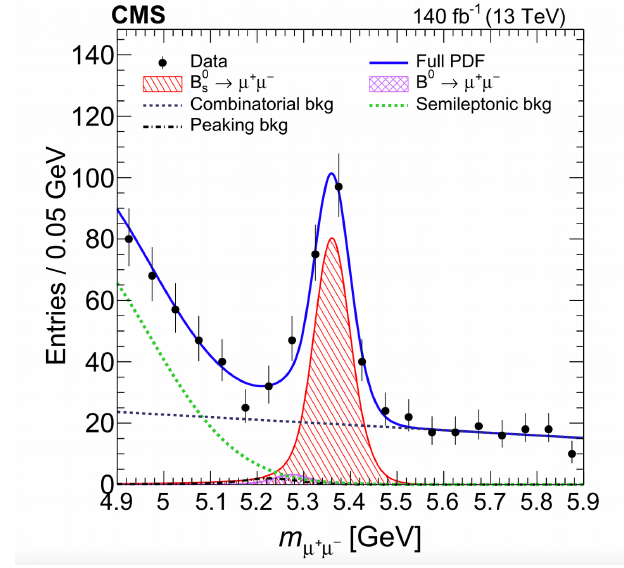 CMS 140 fb⁻¹ (13 TeV)
Data Full PDF
B⁰ₛ → μ⁺μ⁻ B⁰ → μ⁺μ⁻
Combinatorial bkg Semileptonic bkg
Peaking bkg
Entries / 0.05 GeV
140
120
100
80
60
40
20
0
4.9 5 5.1 5.2 5.3 5.4 5.5 5.6 5.7 5.8 5.9
m_μ⁺μ⁻ [GeV]